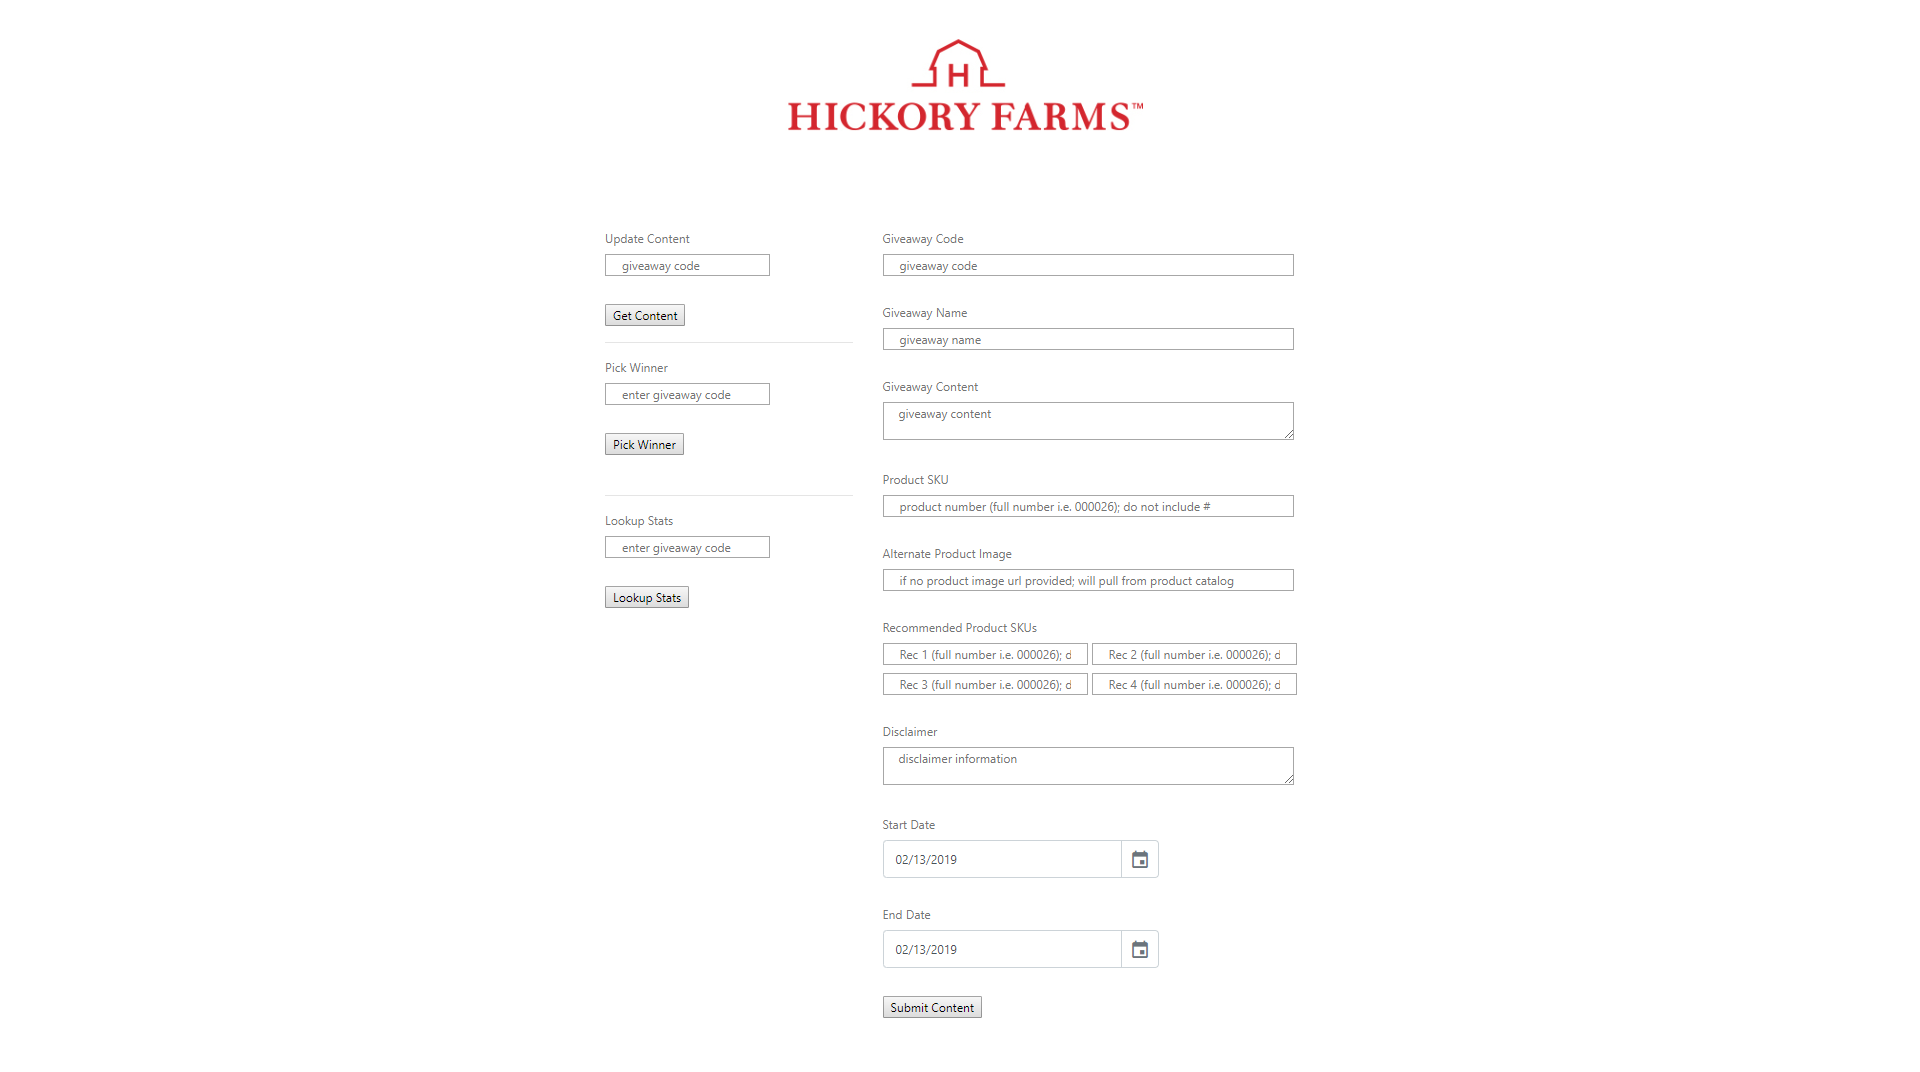 H
HICKORY FARMS™
Update Content
giveaway code
Get Content
Pick Winner
enter giveaway code
Pick Winner
Lookup Stats
enter giveaway code
Lookup Stats
Giveaway Code
giveaway code
Giveaway Name
giveaway name
Giveaway Content
giveaway content
Product SKU
product number (full number i.e. 000026); do not include #
Alternate Product Image
if no product image url provided; will pull from product catalog
Recommended Product SKUs
Rec 1 (full number i.e. 000026); d
Rec 2 (full number i.e. 000026); d
Rec 3 (full number i.e. 000026); d
Rec 4 (full number i.e. 000026); d
Disclaimer
disclaimer information
Start Date
02/13/2019
End Date
02/13/2019
Submit Content